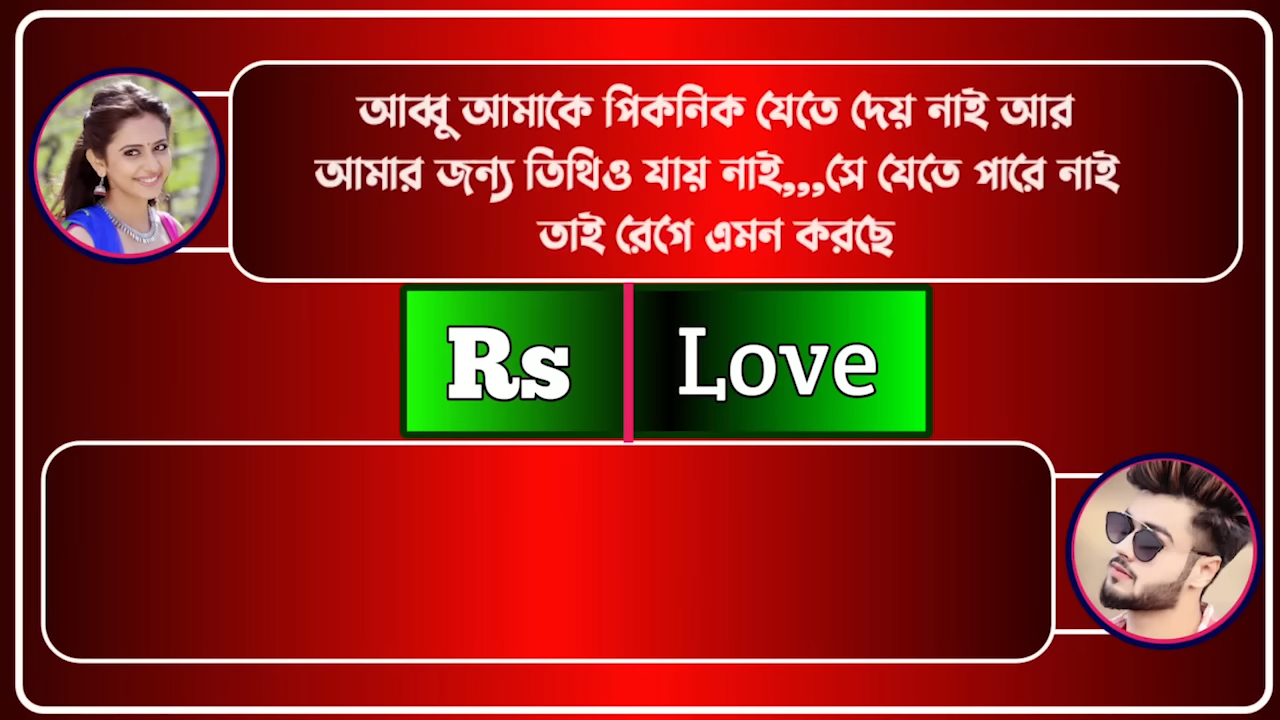 আব্বু আমাকে পিকনিক যেতে দেয় নাই আর
আমার জন্য তিথিও যায় নাই,,,সে যেতে পারে নাই
তাই রেগে এমন করছে
Rs Love